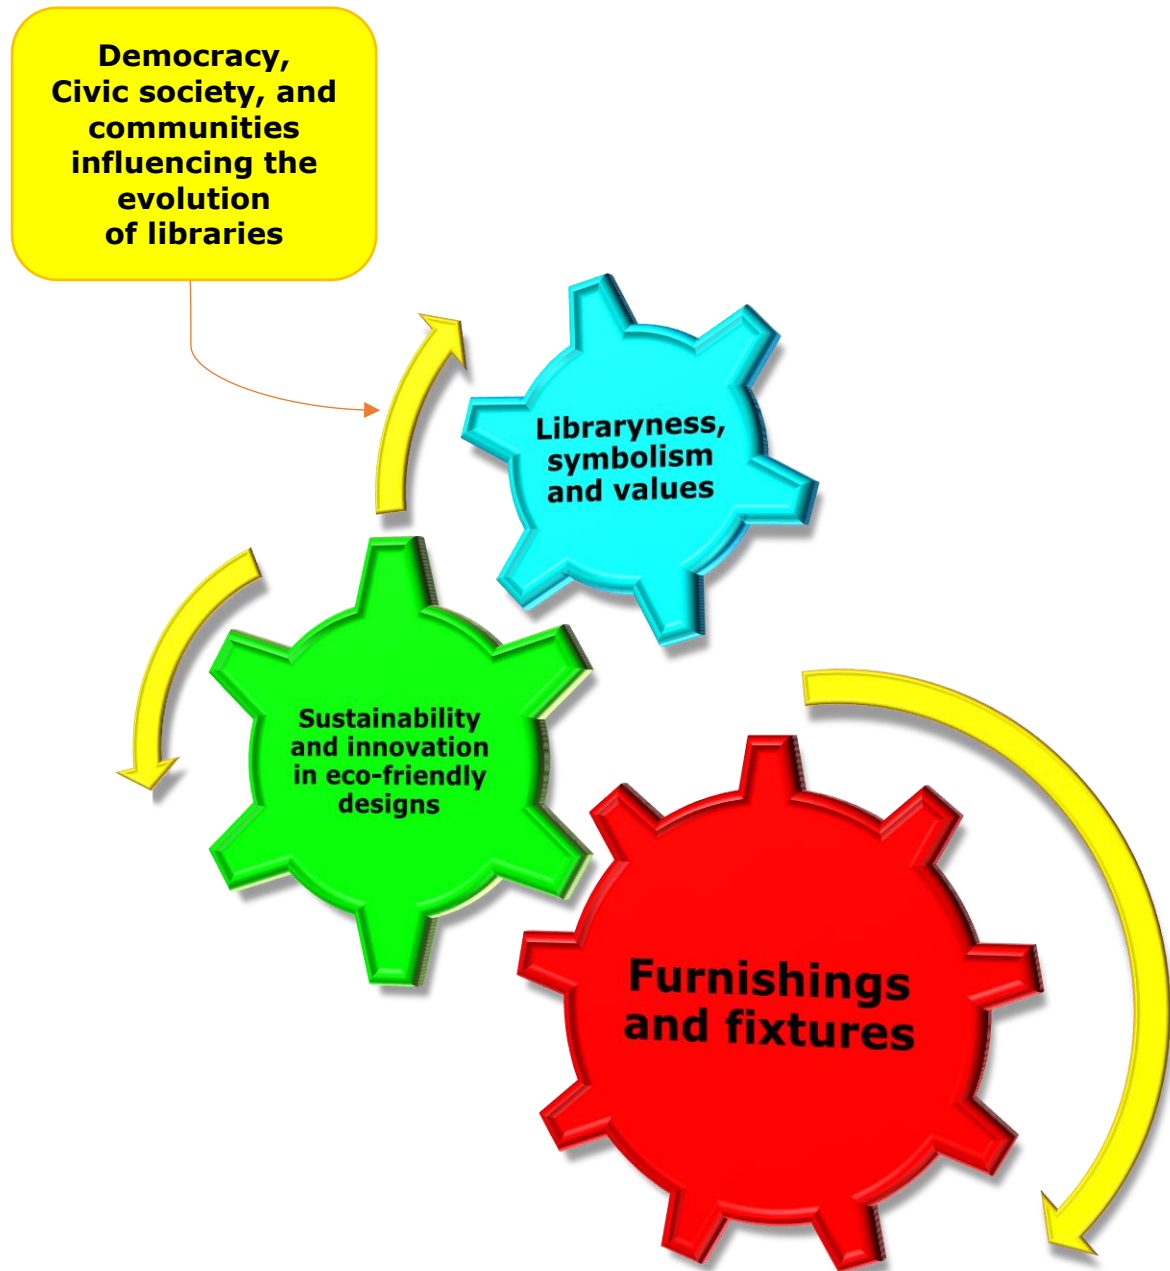 Democracy,
Civic society, and
communities
influencing the
evolution
of libraries
Libraryness,
symbolism
and values
Sustainability
and innovation
in eco-friendly
designs
Furnishings
and fixtures